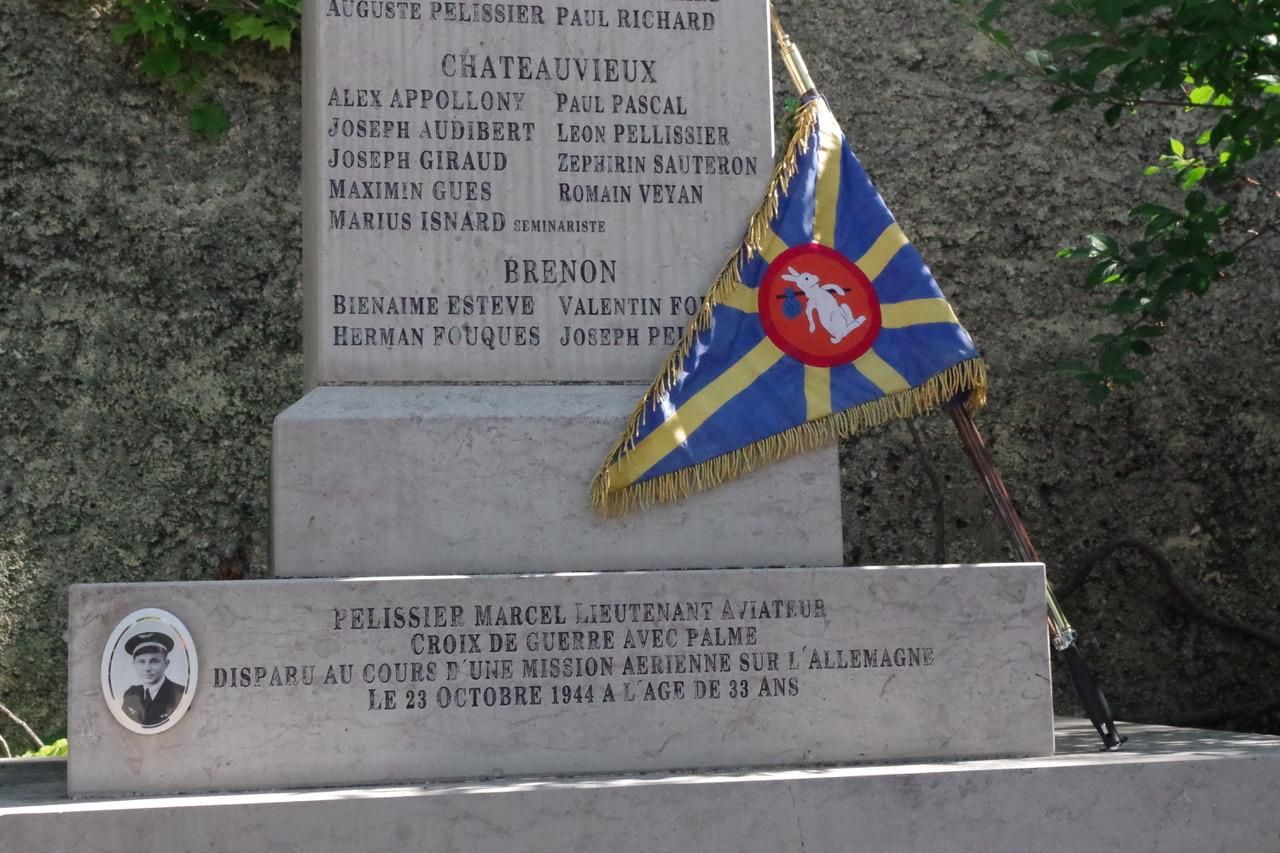 AUGUSTE PELISSIER PAUL RICHARD
CHATEAUVIEUX
ALEX APPOLLONY PAUL PASCAL
JOSEPH AUDIBERT LEON PELLISSIER
JOSEPH GIRAUD ZEPHIRIN SAUTERON
MAXIMIN GUES ROMAIN VEYAN
MARIUS ISNARD SEMINARISTE
BRENON
BIENAIME ESTEVE VALENTIN
HERMAN FOUQUES JOSEPH
PELISSIER MARCEL LIEUTENANT AVIATEUR
CROIX DE GUERRE AVEC PALME
DISPARU AU COURS D'UNE MISSION AERIENNE SUR L'ALLEMAGNE
LE 23 OCTOBRE 1944 A L'AGE DE 33 ANS